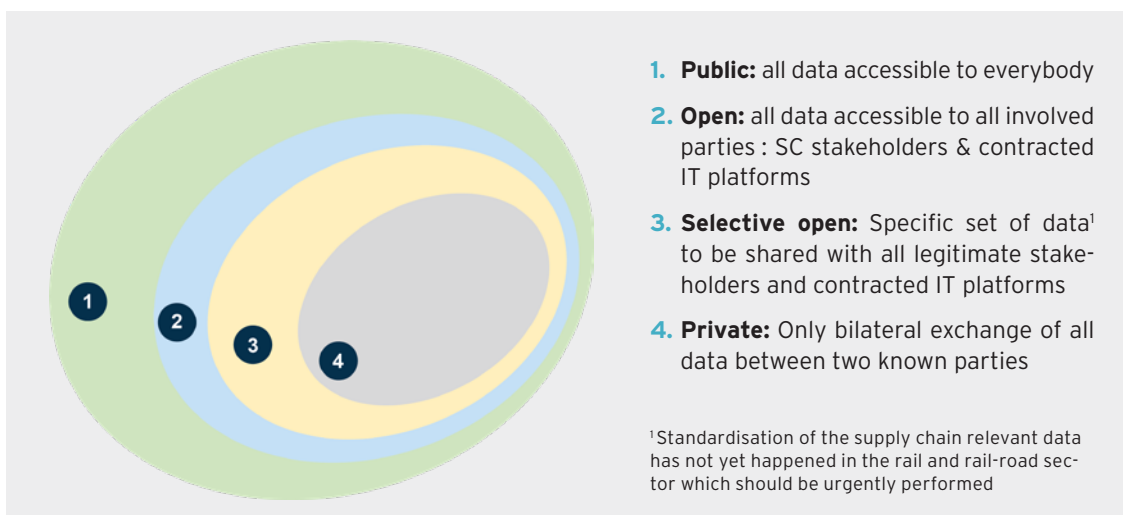 1
2
3
4
1. Public: all data accessible to everybody
2. Open: all data accessible to all involved
parties : SC stakeholders & contracted
IT platforms
3. Selective open: Specific set of data¹
to be shared with all legitimate stake-
holders and contracted IT platforms
4. Private: Only bilateral exchange of all
data between two known parties
¹ Standardisation of the supply chain relevant data
has not yet happened in the rail and rail-road sec-
tor which should be urgently performed